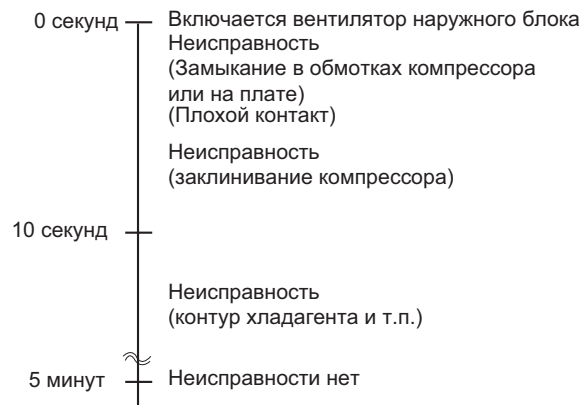 0 секунд
Включается вентилятор наружного блока
Неисправность
(Замыкание в обмотках компрессора
или на плате)
(Плохой контакт)
Неисправность
(заклинивание компрессора)
10 секунд
Неисправность
(контур хладагента и т.п.)
5 минут
Неисправности нет